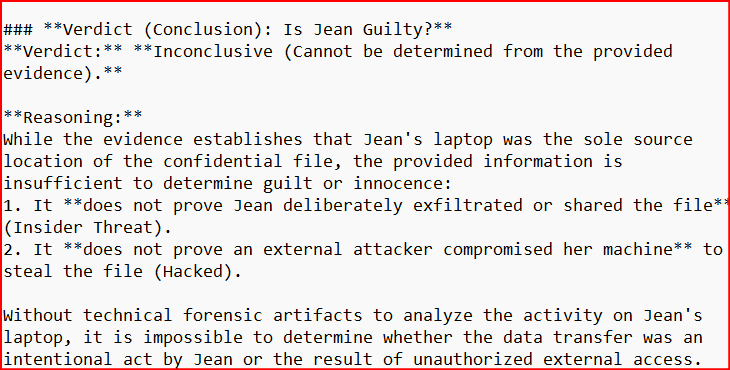 ### **Verdict (Conclusion): Is Jean Guilty?**
**Verdict:** **Inconclusive (Cannot be determined from the provided
evidence).**
**Reasoning:**
While the evidence establishes that Jean's laptop was the sole source
location of the confidential file, the provided information is
insufficient to determine guilt or innocence:
1. It **does not prove Jean deliberately exfiltrated or shared the file**
(Insider Threat).
2. It **does not prove an external attacker compromised her machine** to
steal the file (Hacked).
Without technical forensic artifacts to analyze the activity on Jean's
laptop, it is impossible to determine whether the data transfer was an
intentional act by Jean or the result of unauthorized external access.